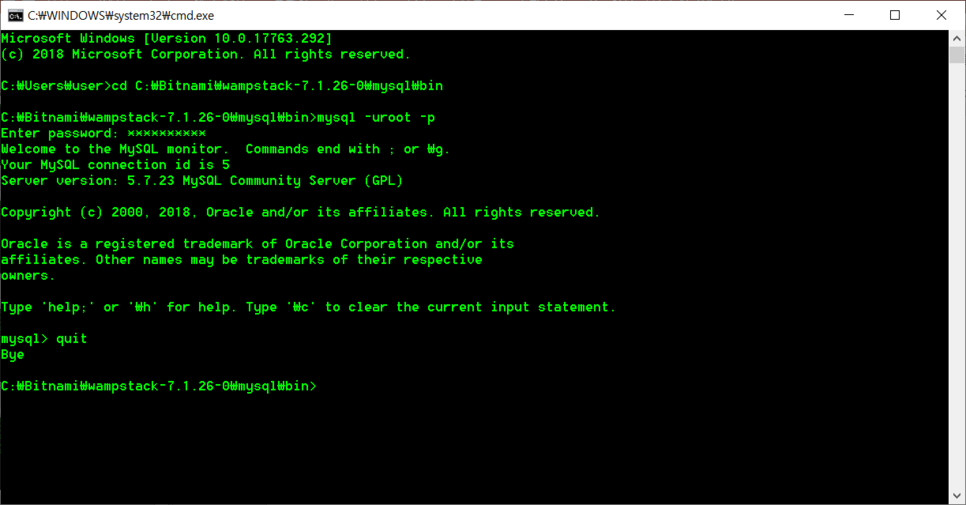 C:₩WINDOWS₩system32₩cmd.exe
Microsoft Windows [Version 10.0.17763.292]
(c) 2018 Microsoft Corporation. All rights reserved.
C:₩Users₩user>cd C:₩Bitnami₩wampstack-7.1.26-0₩mysql₩bin
C:₩Bitnami₩wampstack-7.1.26-0₩mysql₩bin>mysql -uroot -p
Enter password: **********
Welcome to the MySQL monitor.  Commands end with ; or ₩g.
Your MySQL connection id is 5
Server version: 5.7.23 MySQL Community Server (GPL)
Copyright (c) 2000, 2018, Oracle and/or its affiliates. All rights reserved.
Oracle is a registered trademark of Oracle Corporation and/or its
affiliates. Other names may be trademarks of their respective
owners.
Type 'help;' or '₩h' for help. Type '₩c' to clear the current input statement.
mysql> quit
Bye
C:₩Bitnami₩wampstack-7.1.26-0₩mysql₩bin>